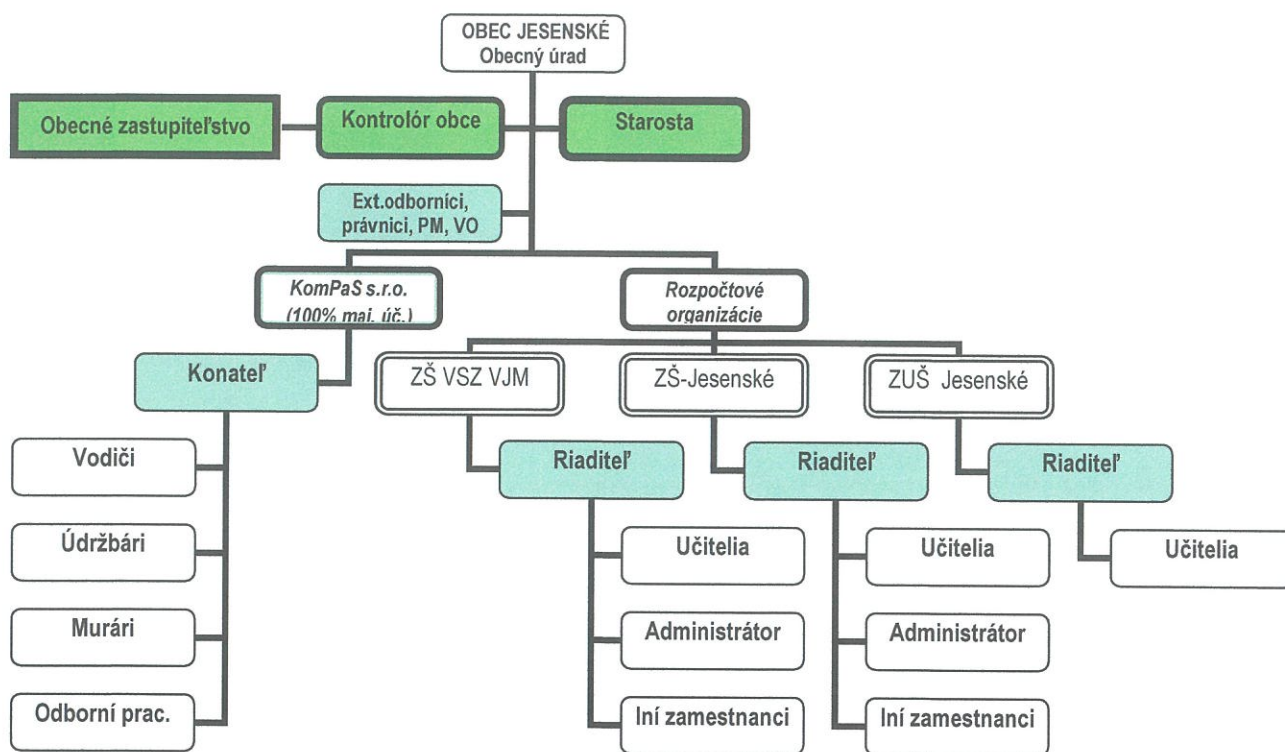 OBEC JESENSKÉ
Obecný úrad
Obecné zastupiteľstvo
Kontrolór obce
Starosta
Ext.odborníci,
právnici, PM, VO
KomPaS s.r.o.
(100% maj. úč.)
Rozpočtové
organizácie
Konateľ
ZŠ VSZ VJM
ZŠ-Jesenské
ZUŠ Jesenské
Vodiči
Riaditeľ
Riaditeľ
Riaditeľ
Údržbári
Učitelia
Učitelia
Učitelia
Murári
Administrátor
Administrátor
Odborní prac.
Iní zamestnanci
Iní zamestnanci